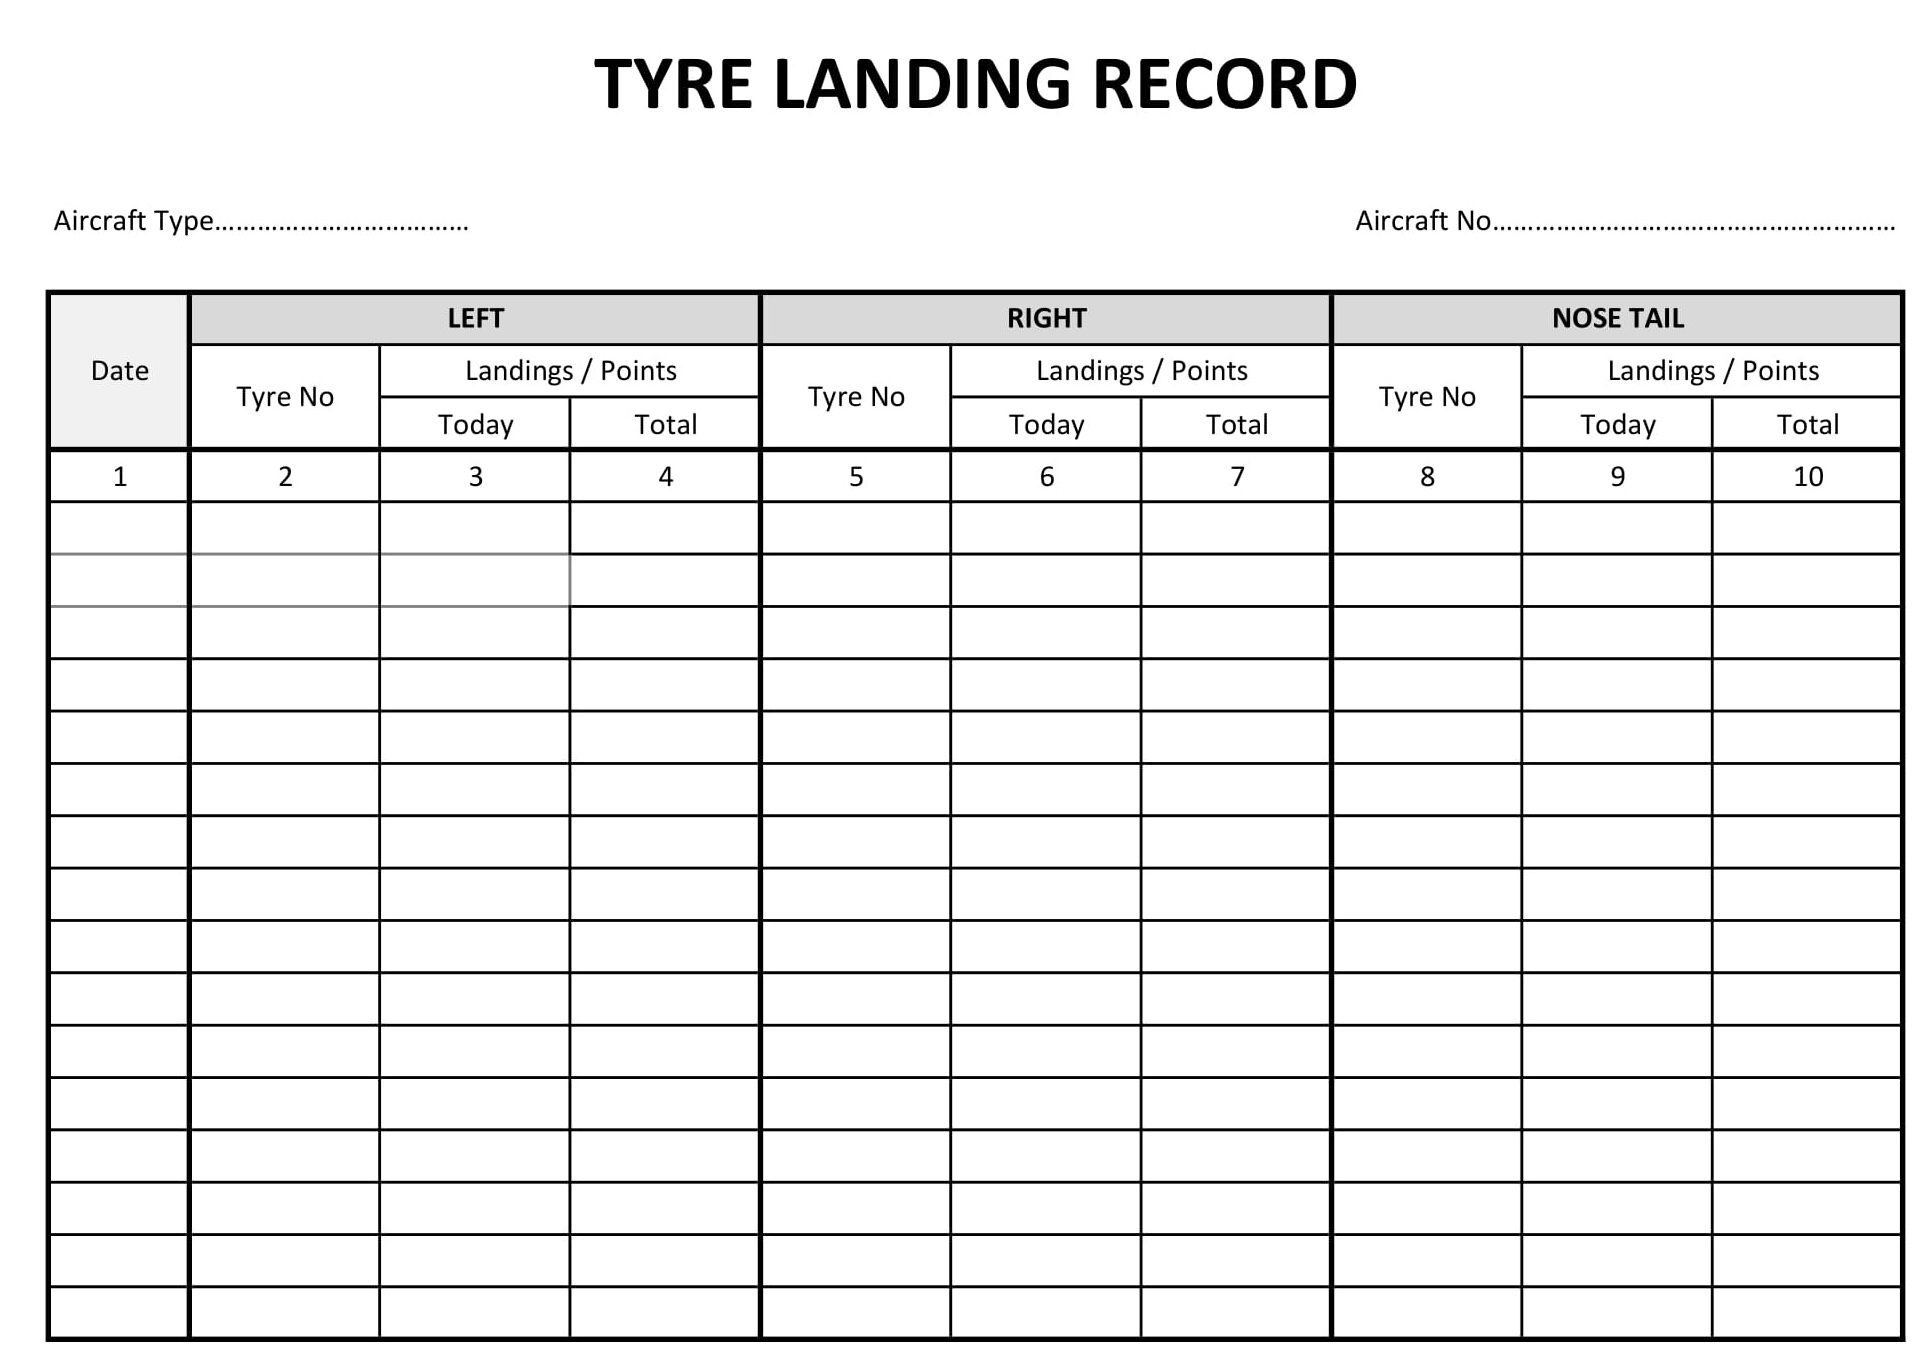 TYRE LANDING RECORD
Aircraft Type.................................... Aircraft No.........................................................
LEFT RIGHT NOSE TAIL
Date Tyre No Landings / Points Tyre No Landings / Points Tyre No Landings / Points
Today Total Today Total Today Total
1 2 3 4 5 6 7 8 9 10